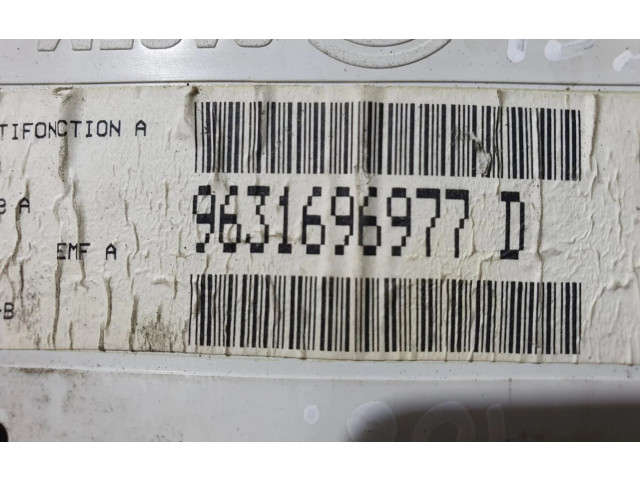 TIFONCTION A
A
9631696977 D
EMF A
B